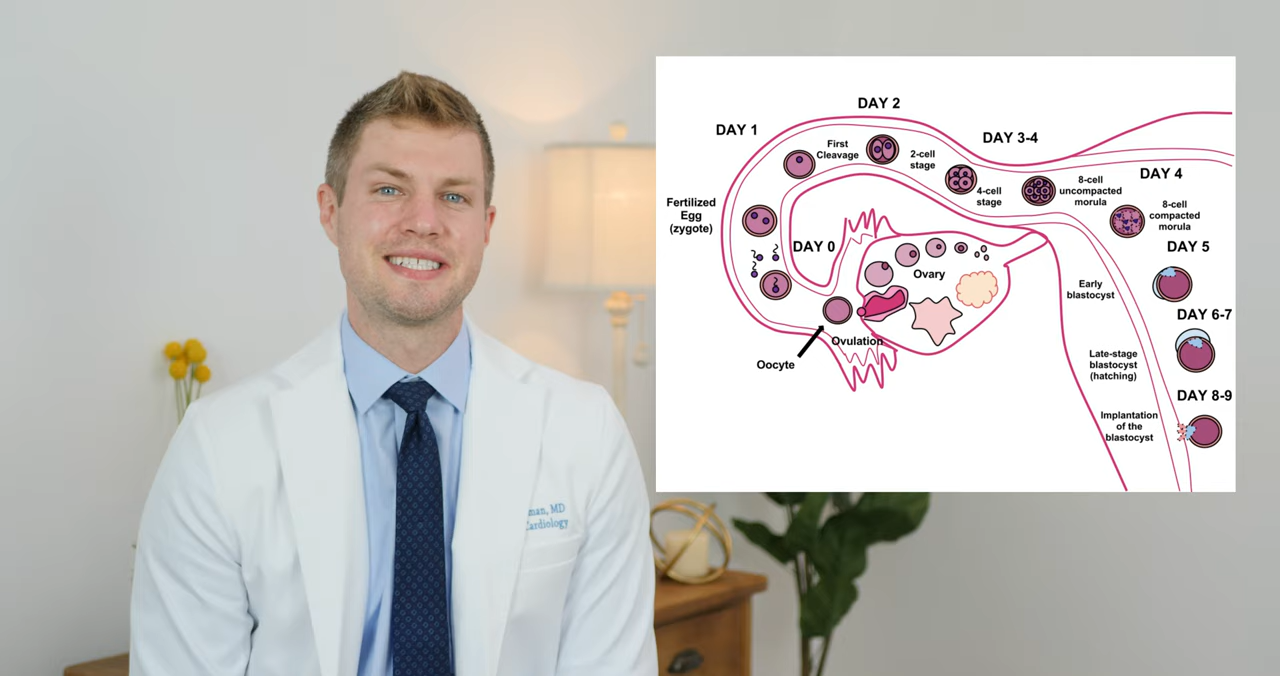 DAY 2
DAY 1
DAY 3-4
First
Cleavage
2-cell
stage
DAY 4
4-cell
stage
8-cell
uncompacted
morula
Fertilized
Egg
(zygote)
8-cell
compacted
morula
DAY 0
DAY 5
Ovary
Early
blastocyst
DAY 6-7
Ovulation
Oocyte
Late-stage
blastocyst
(hatching)
DAY 8-9
Implantation
of the
blastocyst
MD
Cardiology